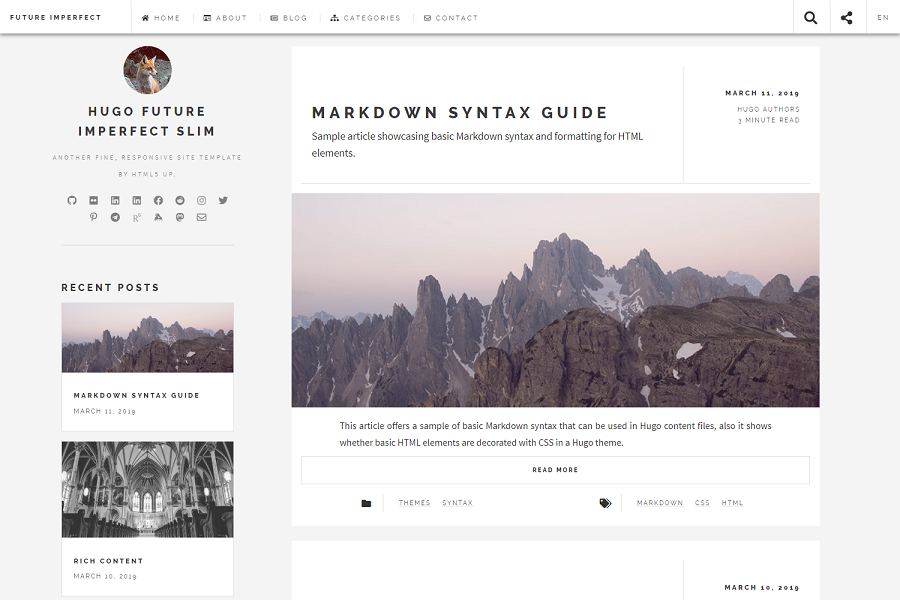 FUTURE IMPERFECT
HOME
ABOUT
BLOG
CATEGORIES
CONTACT
EN
HUGO FUTURE
IMPERFECT SLIM
ANOTHER FINE, RESPONSIVE SITE TEMPLATE
BY HTML5 UP.
RECENT POSTS
MARKDOWN SYNTAX GUIDE
MARCH 11, 2019
RICH CONTENT
MARCH 10, 2019
MARKDOWN SYNTAX GUIDE
Sample article showcasing basic Markdown syntax and formatting for HTML
elements.
MARCH 11, 2019
HUGO AUTHORS
3 MINUTE READ
This article offers a sample of basic Markdown syntax that can be used in Hugo content files, also it shows
whether basic HTML elements are decorated with CSS in a Hugo theme.
READ MORE
THEMES SYNTAX
MARKDOWN CSS HTML
MARCH 10, 2019